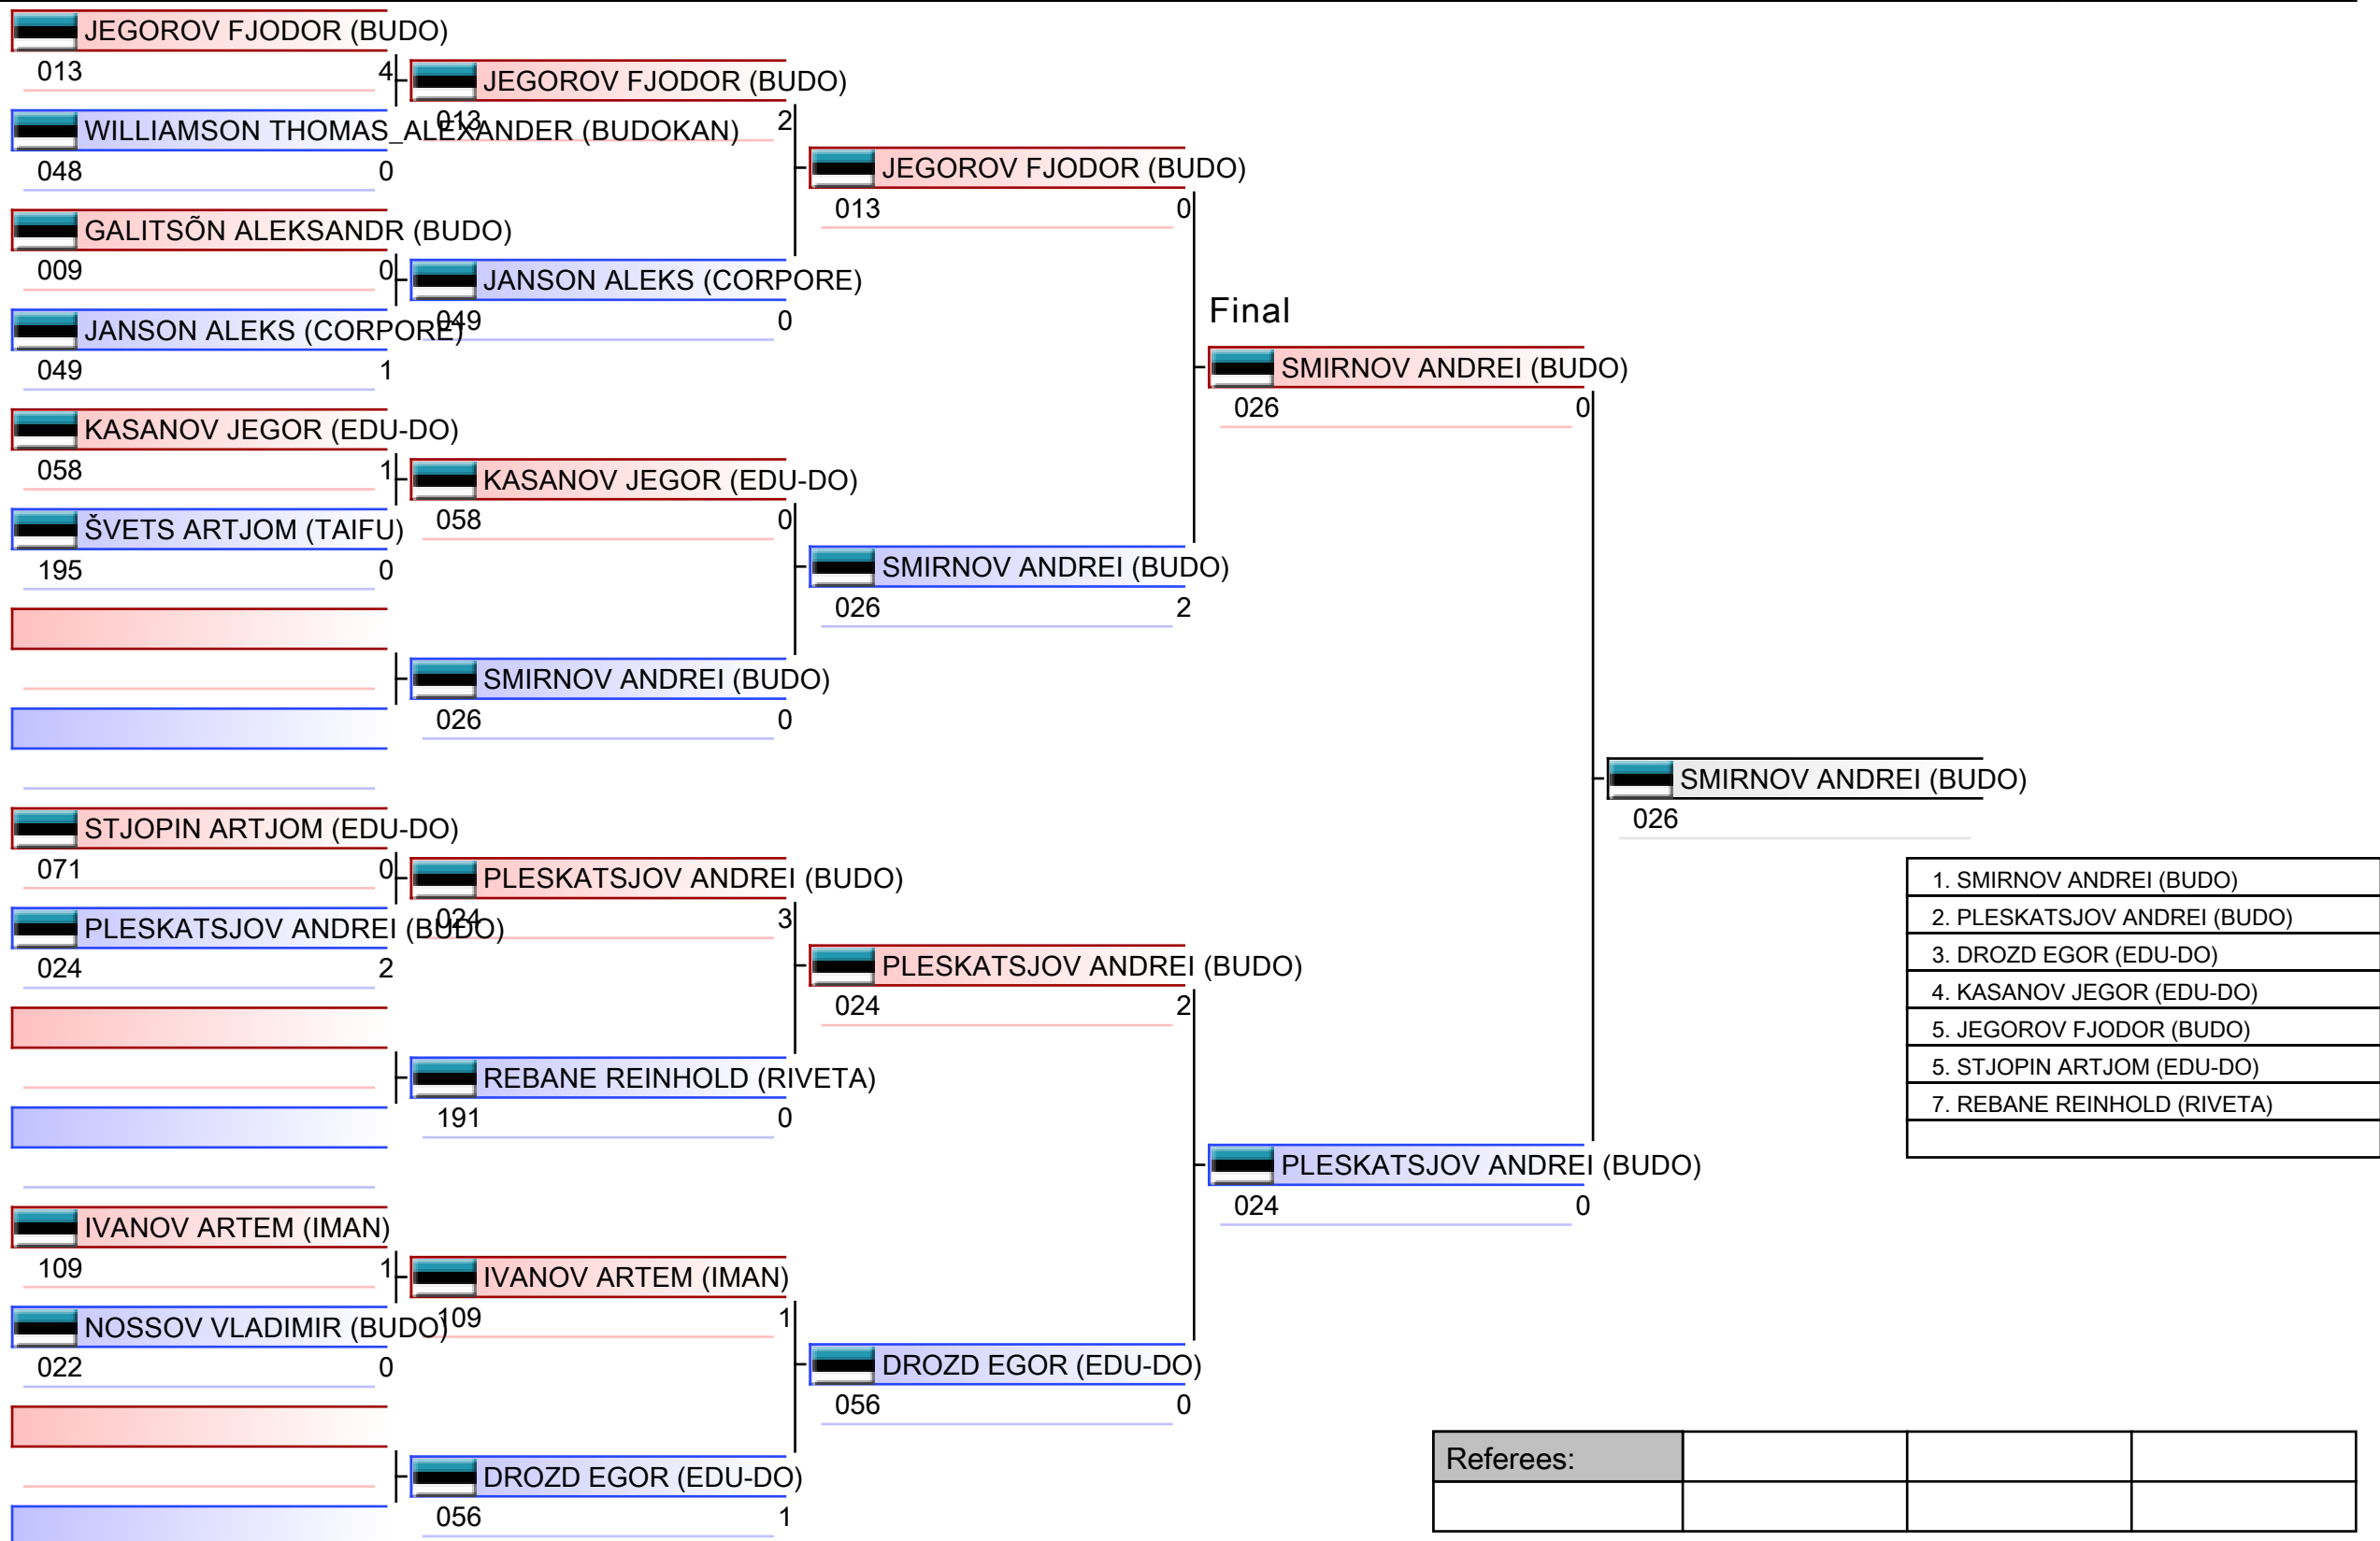 JEGOROV FJODOR (BUDO)
013 4
WILLIAMSON THOMAS_ALEXANDER (BUDOKAN)
048 0
GALITSÕN ALEKSANDR (BUDO)
009 0
JANSON ALEKS (CORPORE)
049 1
KASANOV JEGOR (EDU-DO)
058 1
ŠVETS ARTJOM (TAIFU)
195 0
STJOPIN ARTJOM (EDU-DO)
071 0
PLESKATSJOV ANDREI (BUDO)
024 2
IVANOV ARTEM (IMAN)
109 1
NOSSOV VLADIMIR (BUDO)
022 0
JEGOROV FJODOR (BUDO)
013 2
JANSON ALEKS (CORPORE)
049 0
KASANOV JEGOR (EDU-DO)
058 0
SMIRNOV ANDREI (BUDO)
026 0
PLESKATSJOV ANDREI (BUDO)
024 3
REBANE REINHOLD (RIVETA)
191 0
IVANOV ARTEM (IMAN)
109 1
DROZD EGOR (EDU-DO)
056 1
JEGOROV FJODOR (BUDO)
013 0
SMIRNOV ANDREI (BUDO)
026 2
PLESKATSJOV ANDREI (BUDO)
024 2
DROZD EGOR (EDU-DO)
056 0
Final
SMIRNOV ANDREI (BUDO)
026 0
PLESKATSJOV ANDREI (BUDO)
024 0
SMIRNOV ANDREI (BUDO)
026
1. SMIRNOV ANDREI (BUDO)
2. PLESKATSJOV ANDREI (BUDO)
3. DROZD EGOR (EDU-DO)
4. KASANOV JEGOR (EDU-DO)
5. JEGOROV FJODOR (BUDO)
5. STJOPIN ARTJOM (EDU-DO)
7. REBANE REINHOLD (RIVETA)
Referees: